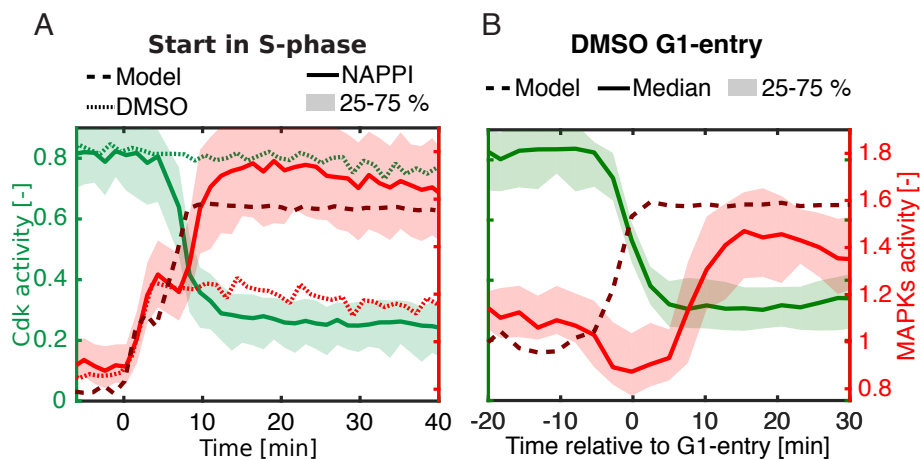 A
Start in S-phase
Model
NAPPI
DMSO
25-75 %
Cdk activity [-]
0.8
0.6
0.4
0.2
0
0
10
20
30
40
Time [min]
B
DMSO G1-entry
Model
Median
25-75 %
1.8
1.6
1.4
1.2
1
0.8
MAPKs activity [-]
-20
-10
0
10
20
30
Time relative to G1-entry [min]